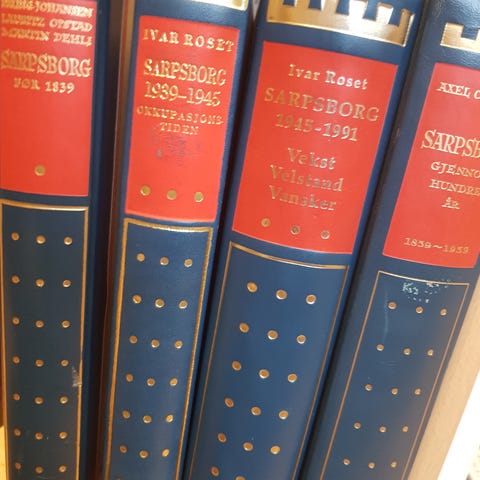 JOHANSEN
LAURITZ OPSTAD
MARTIN DEHLI
SARPSBORG
FØR 1839
IVAR ROSET
SARPSBORG
1939-1945
OKKUPASJONS-
TIDEN
Ivar Roset
SARPSBORG
1945-1991
Vekst
Velstand
Vansker
AXEL
SARPSB
GJENNO
HUNDRE
ÅR
1839~1939